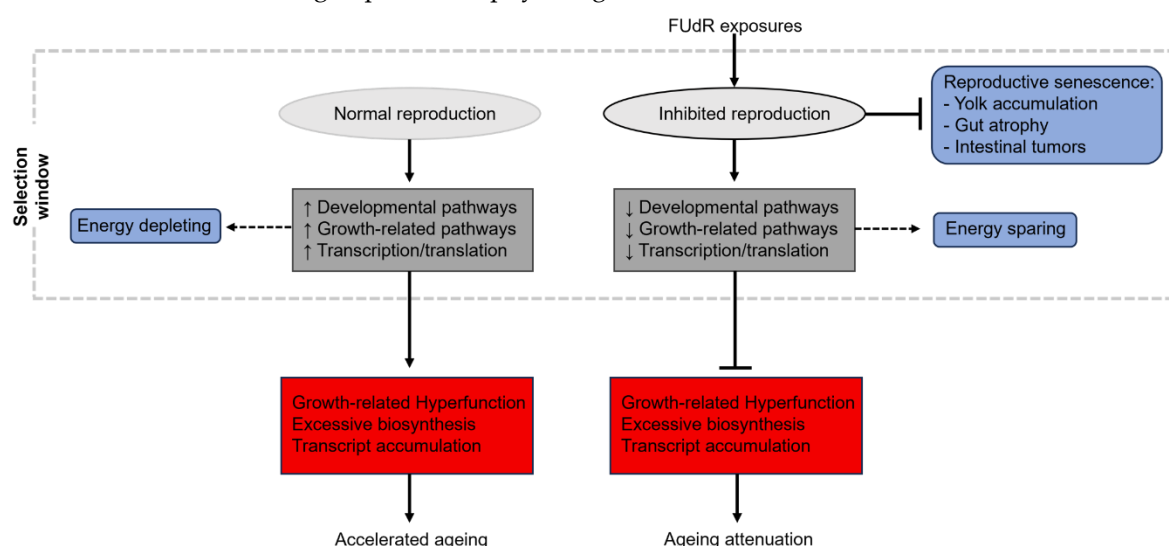 FUdR exposures
Normal reproduction
Inhibited reproduction
Reproductive senescence:
- Yolk accumulation
- Gut atrophy
- Intestinal tumors
Selection
window
Energy depleting
↑ Developmental pathways
↑ Growth-related pathways
↑ Transcription/translation
↓ Developmental pathways
↓ Growth-related pathways
↓ Transcription/translation
Energy sparing
Growth-related Hyperfunction
Excessive biosynthesis
Transcript accumulation
Growth-related Hyperfunction
Excessive biosynthesis
Transcript accumulation
Accelerated ageing
Ageing attenuation